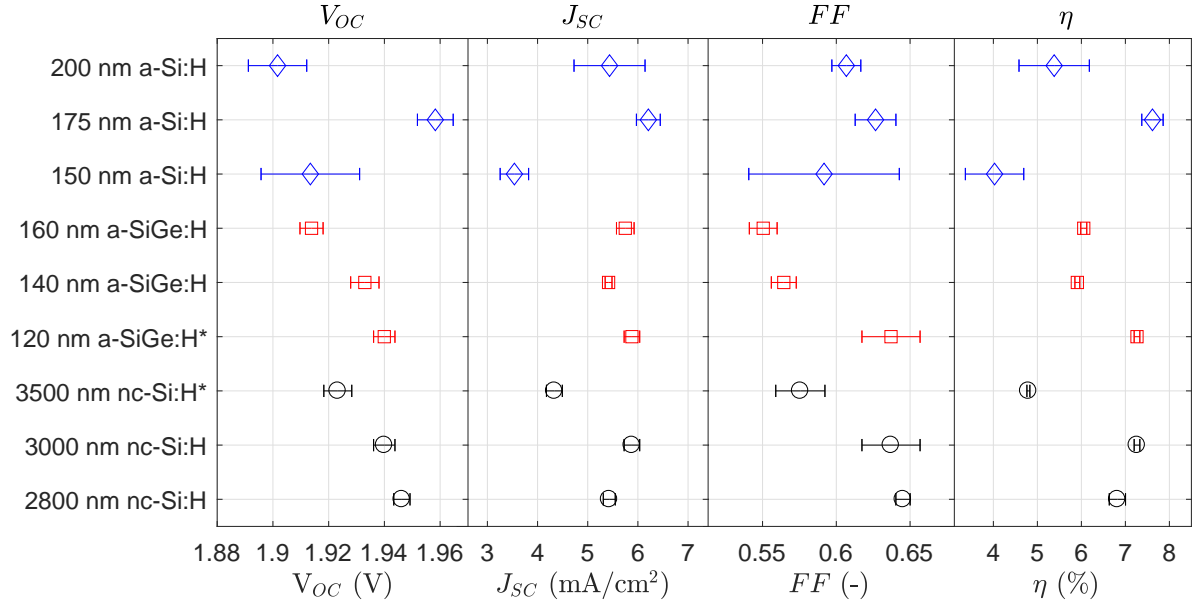 V_OC J_SC FF η
200 nm a-Si:H
175 nm a-Si:H
150 nm a-Si:H
160 nm a-SiGe:H
140 nm a-SiGe:H
120 nm a-SiGe:H*
3500 nm nc-Si:H*
3000 nm nc-Si:H
2800 nm nc-Si:H
1.88 1.9 1.92 1.94 1.96 3 4 5 6 7 0.55 0.6 0.65 4 5 6 7 8
V_OC (V) J_SC (mA/cm²) FF (-) η (%)